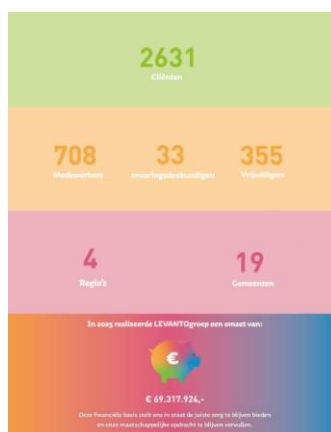 2631
Cliënten
708 33 355
Medewerkers ervaringsdeskundigen Vrijwilligers
4 19
Regio's Gemeenten
In 2025 realiseerde LEVANTOgroep een omzet van:
€
€ 69.317.924,-
Deze financiële basis stelt ons in staat de juiste zorg te blijven bieden
en onze maatschappelijke opdracht te blijven vervullen.